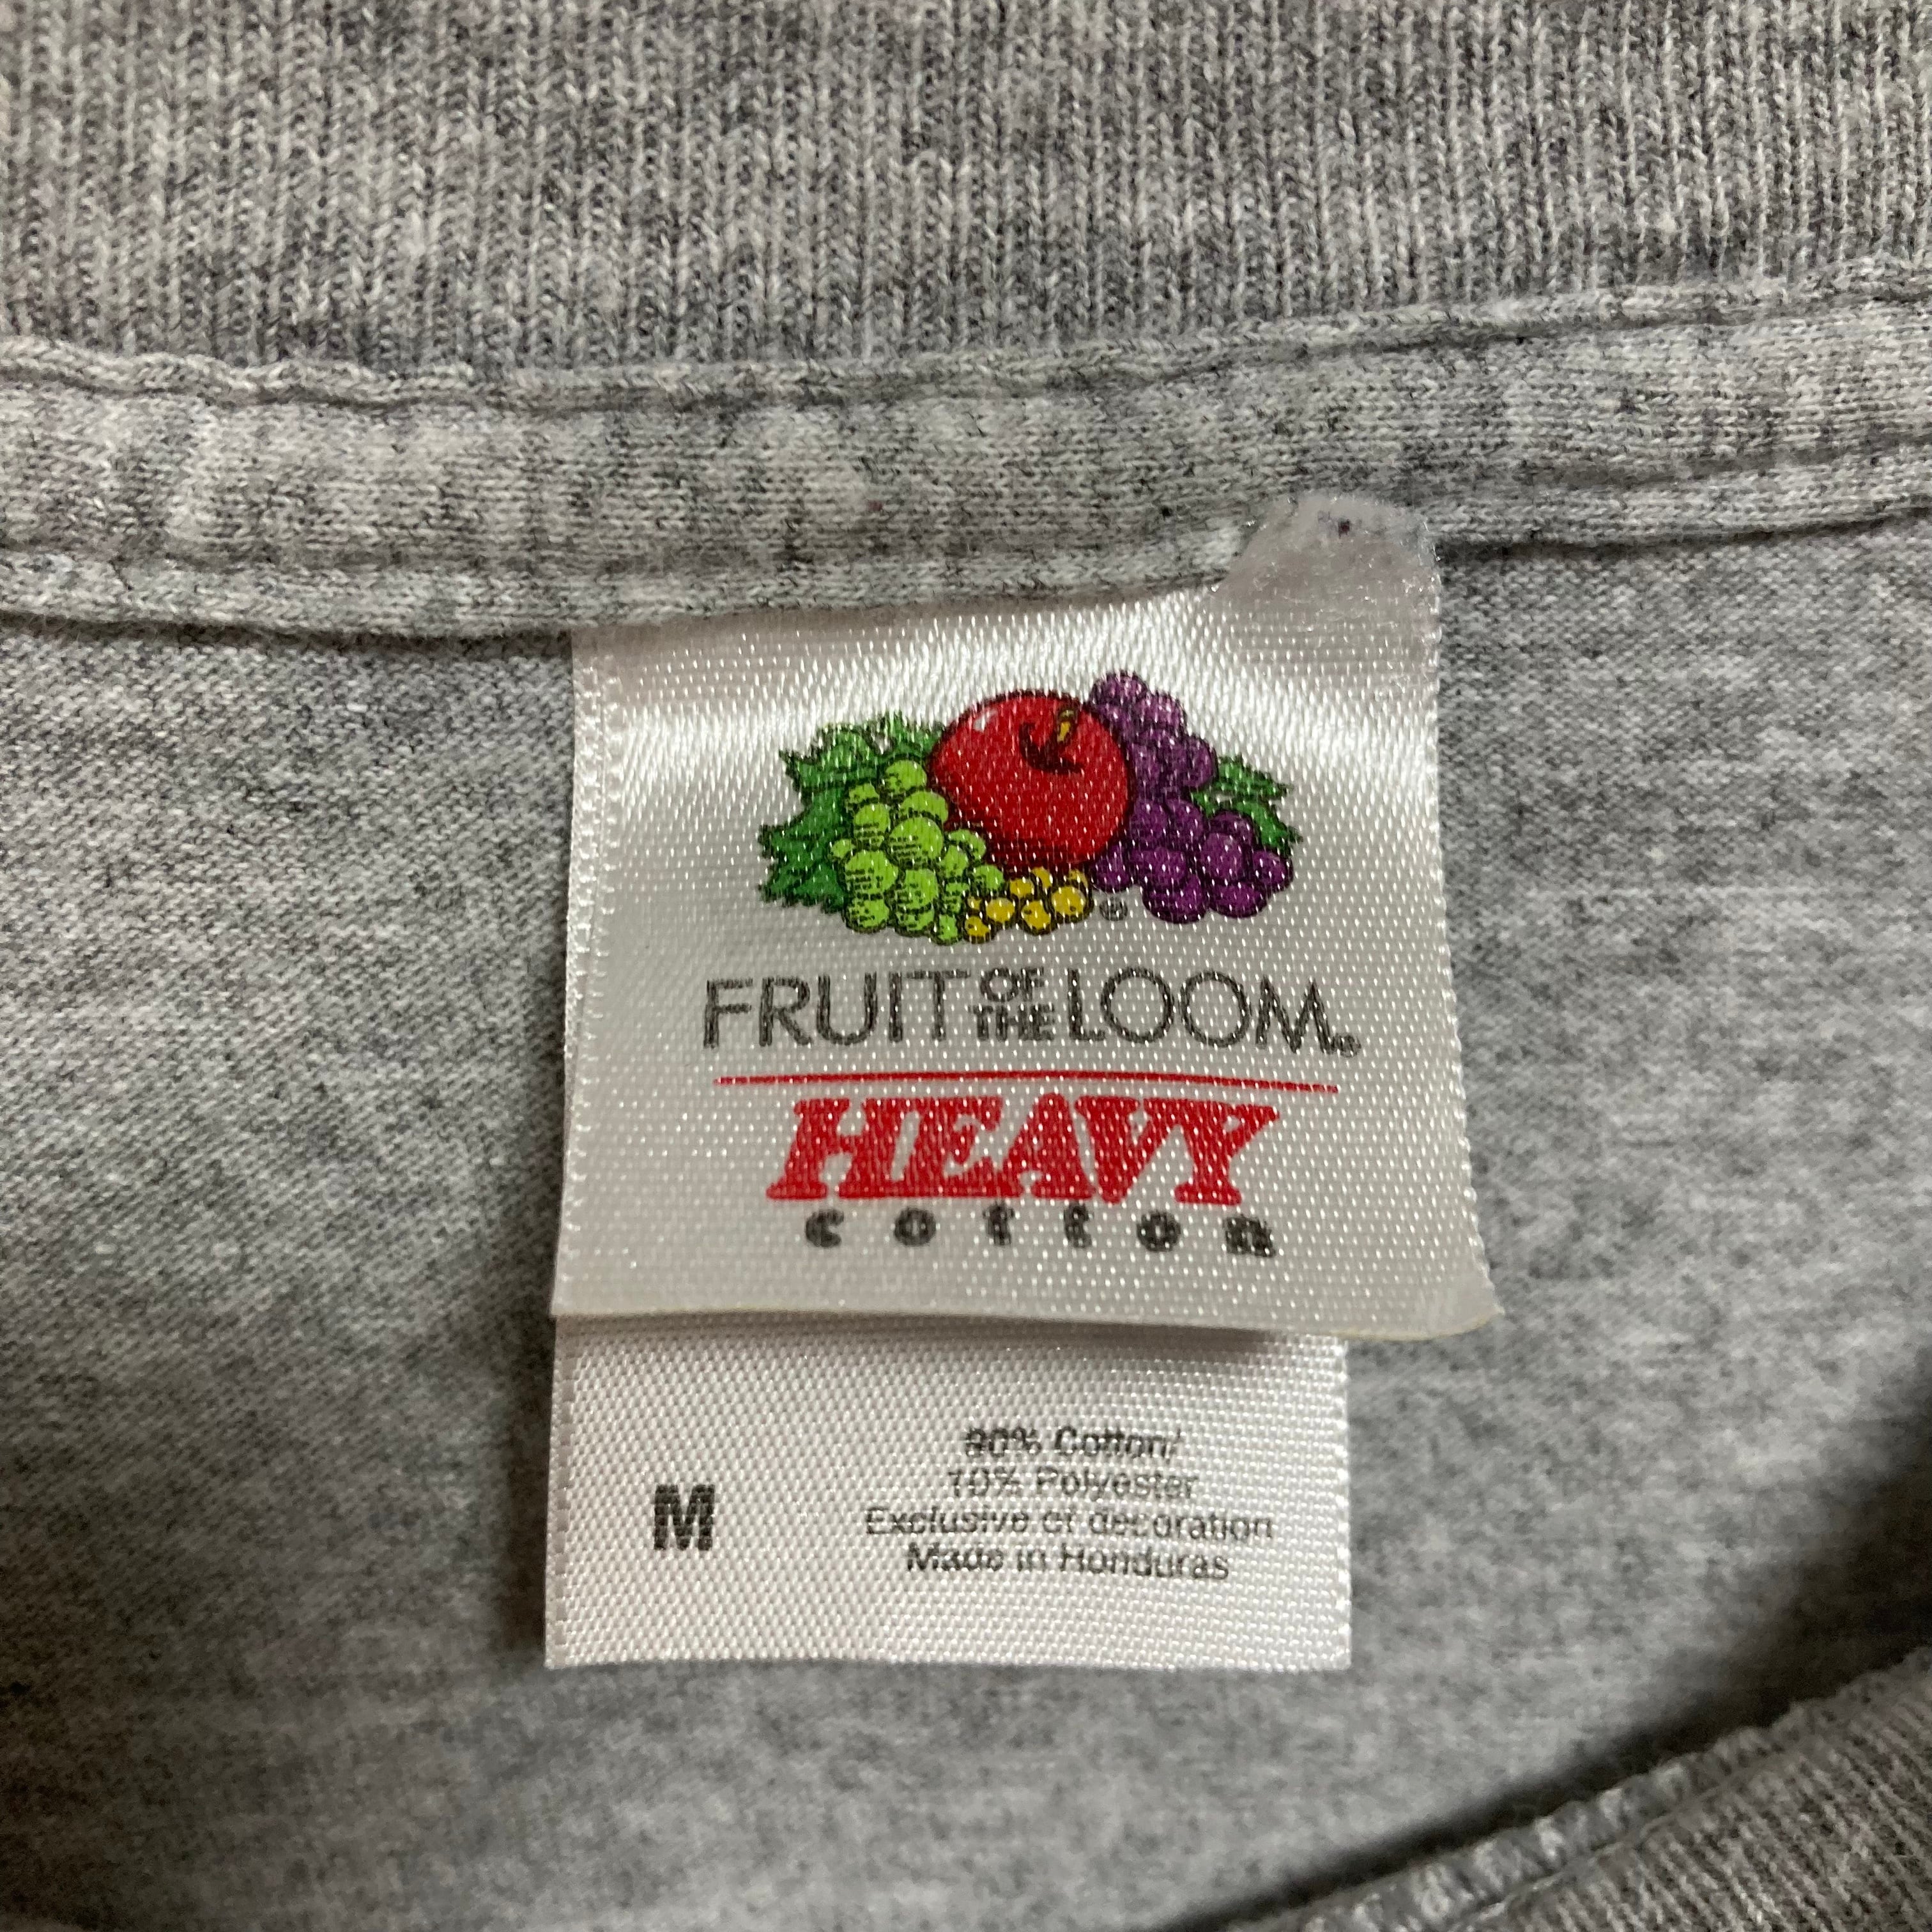 ®
FRUIT OF THE LOOM®
HEAVY
cotton
M
90% Cotton/
10% Polyester
Exclusive of decoration
Made in Honduras